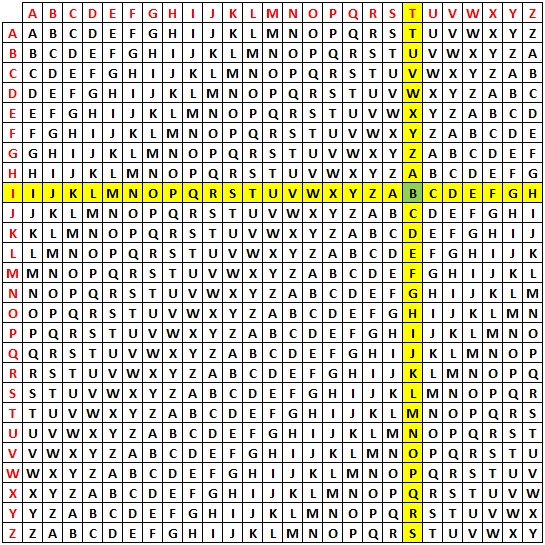 A B C D E F G H I J K L M N O P Q R S T U V W X Y Z
A A B C D E F G H I J K L M N O P Q R S T U V W X Y Z
B B C D E F G H I J K L M N O P Q R S T U V W X Y Z A
C C D E F G H I J K L M N O P Q R S T U V W X Y Z A B
D D E F G H I J K L M N O P Q R S T U V W X Y Z A B C
E E F G H I J K L M N O P Q R S T U V W X Y Z A B C D
F F G H I J K L M N O P Q R S T U V W X Y Z A B C D E
G G H I J K L M N O P Q R S T U V W X Y Z A B C D E F
H H I J K L M N O P Q R S T U V W X Y Z A B C D E F G
I I J K L M N O P Q R S T U V W X Y Z A B C D E F G H
J J K L M N O P Q R S T U V W X Y Z A B C D E F G H I
K K L M N O P Q R S T U V W X Y Z A B C D E F G H I J
L L M N O P Q R S T U V W X Y Z A B C D E F G H I J K
M M N O P Q R S T U V W X Y Z A B C D E F G H I J K L
N N O P Q R S T U V W X Y Z A B C D E F G H I J K L M
O O P Q R S T U V W X Y Z A B C D E F G H I J K L M N
P P Q R S T U V W X Y Z A B C D E F G H I J K L M N O
Q Q R S T U V W X Y Z A B C D E F G H I J K L M N O P
R R S T U V W X Y Z A B C D E F G H I J K L M N O P Q
S S T U V W X Y Z A B C D E F G H I J K L M N O P Q R
T T U V W X Y Z A B C D E F G H I J K L M N O P Q R S
U U V W X Y Z A B C D E F G H I J K L M N O P Q R S T
V V W X Y Z A B C D E F G H I J K L M N O P Q R S T U
W W X Y Z A B C D E F G H I J K L M N O P Q R S T U V
X X Y Z A B C D E F G H I J K L M N O P Q R S T U V W
Y Y Z A B C D E F G H I J K L M N O P Q R S T U V W X
Z Z A B C D E F G H I J K L M N O P Q R S T U V W X Y